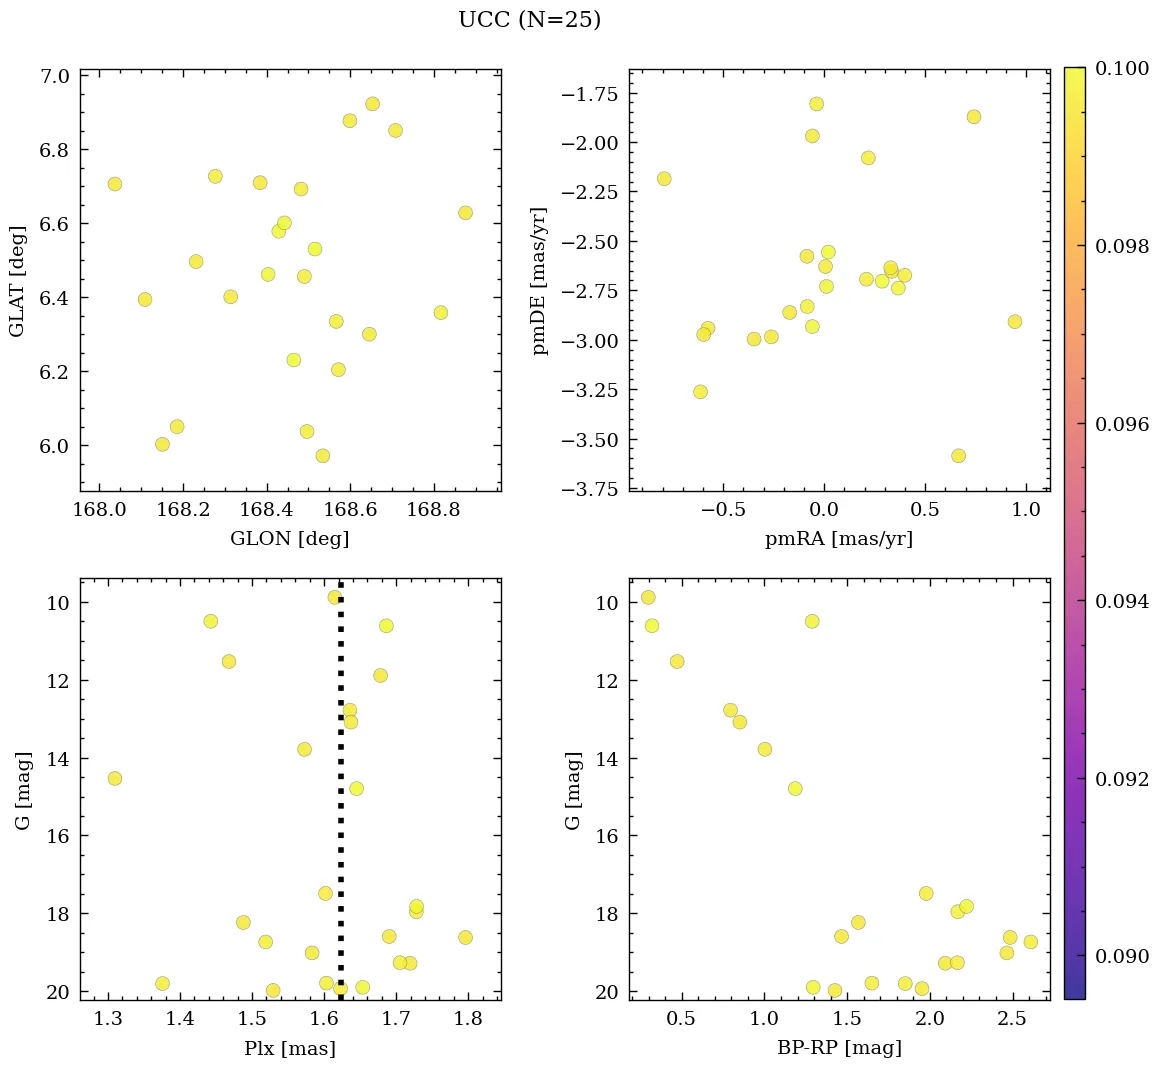 UCC (N=25)
7.0
6.8
6.6
6.4
6.2
6.0
GLAT [deg]
168.0 168.2 168.4 168.6 168.8
GLON [deg]
−1.75
−2.00
−2.25
−2.50
−2.75
−3.00
−3.25
−3.50
−3.75
pmDE [mas/yr]
−0.5 0.0 0.5 1.0
pmRA [mas/yr]
10
12
14
16
18
20
G [mag]
1.3 1.4 1.5 1.6 1.7 1.8
Plx [mas]
10
12
14
16
18
20
G [mag]
0.5 1.0 1.5 2.0 2.5
BP-RP [mag]
0.100
0.098
0.096
0.094
0.092
0.090